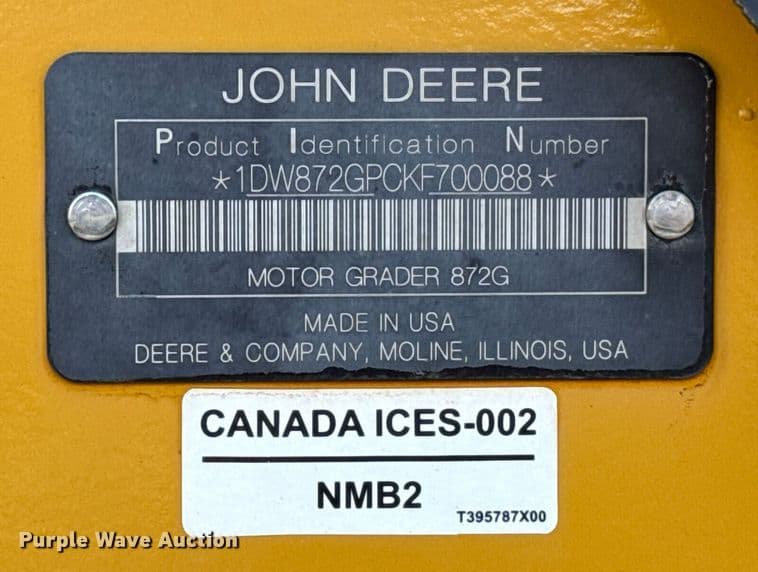 JOHN DEERE
Product Identification Number
*1DW872GPCKF700088*
MOTOR GRADER 872G
MADE IN USA
DEERE & COMPANY, MOLINE, ILLINOIS, USA
CANADA ICES-002
NMB2
T395787X00
Purple Wave Auction